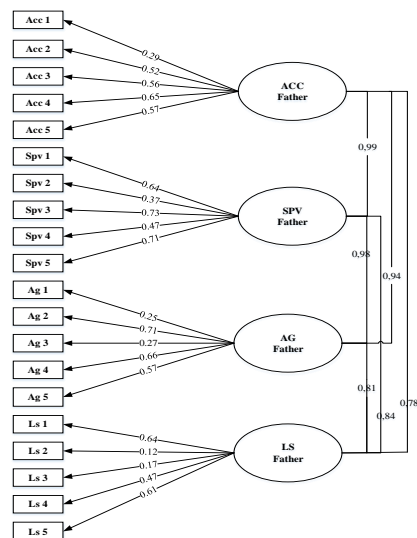 Acc 1
Acc 2
Acc 3
Acc 4
Acc 5
0.29
0.52
0.56
0.65
0.57
ACC
Father
Spv 1
Spv 2
Spv 3
Spv 4
Spv 5
0.64
0.37
0.73
0.47
0.71
SPV
Father
Ag 1
Ag 2
Ag 3
Ag 4
Ag 5
0.25
0.71
0.27
0.66
0.57
AG
Father
Ls 1
Ls 2
Ls 3
Ls 4
Ls 5
0.64
0.12
0.17
0.47
0.61
LS
Father
0,99
0,98
0,94
0,81
0,84
0,78